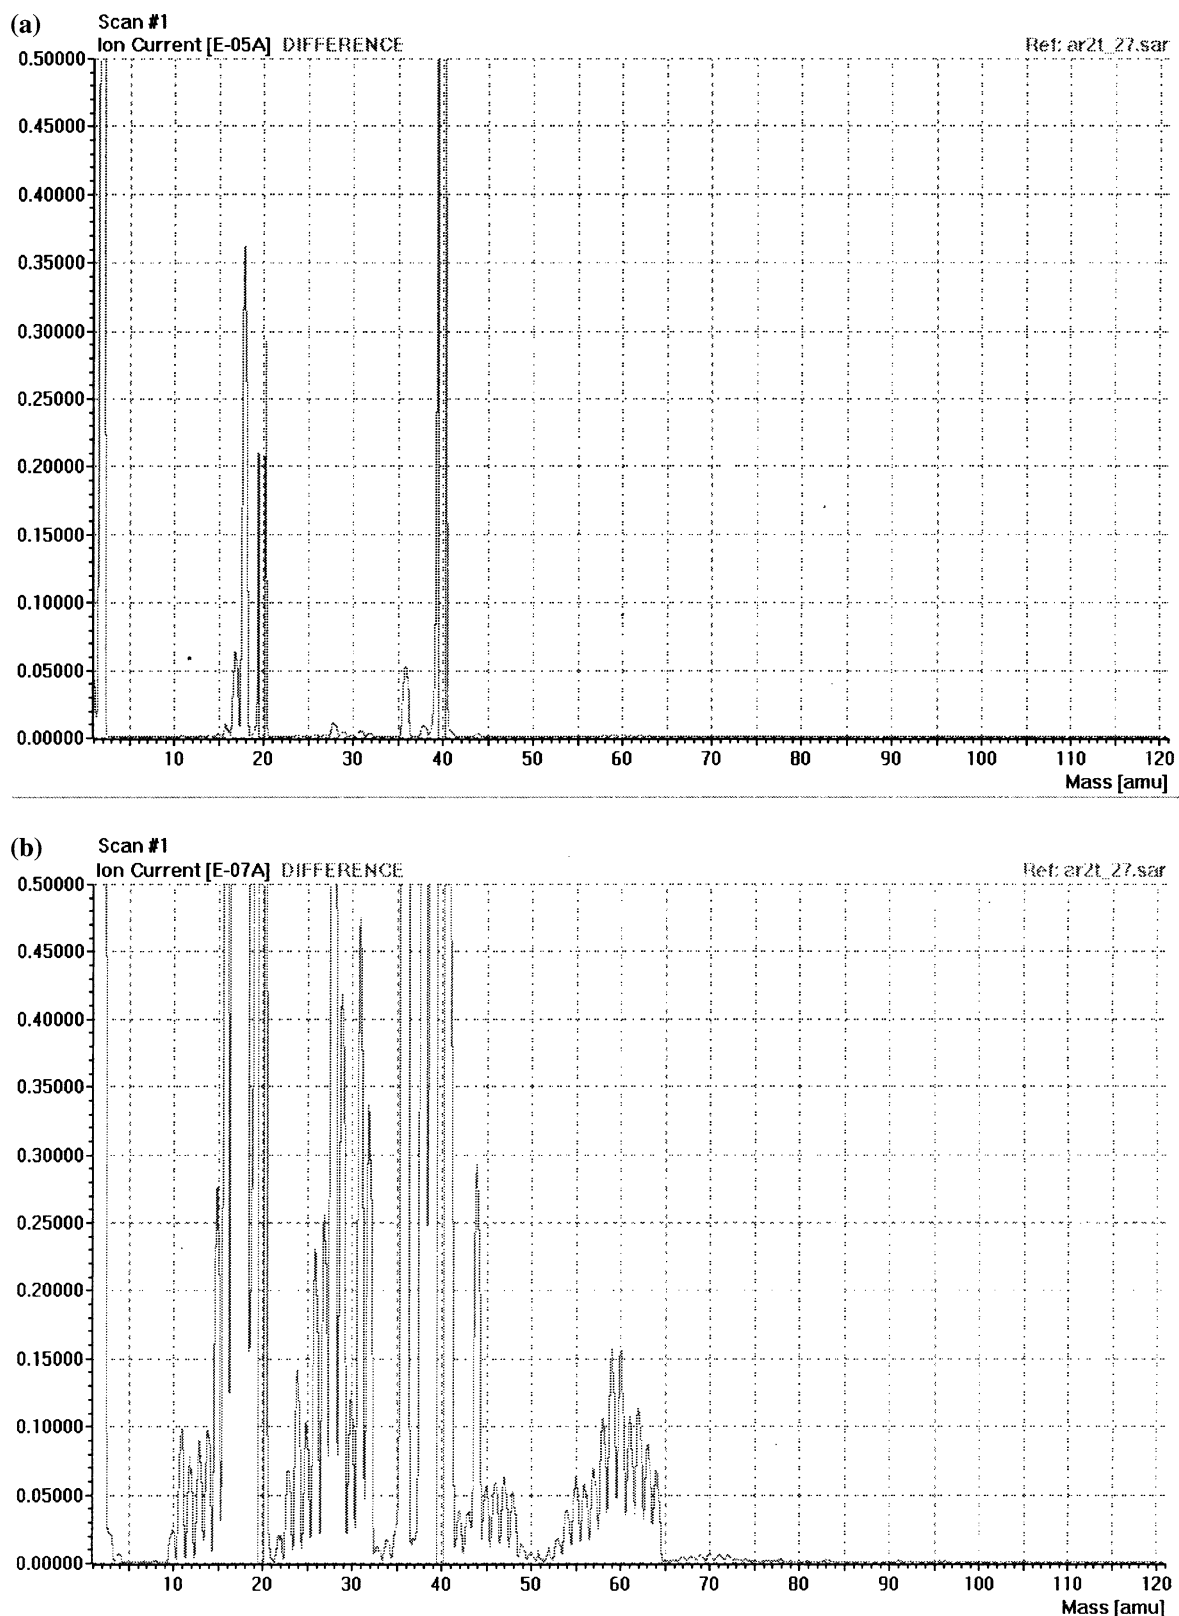 (a) Scan #1
Ion Current [E-05A] DIFFERENCE Ref: ar2t_27.sar
0.50000
0.45000
0.40000
0.35000
0.30000
0.25000
0.20000
0.15000
0.10000
0.05000
0.00000
10 20 30 40 50 60 70 80 90 100 110 120
Mass [amu]
(b) Scan #1
Ion Current [E-07A] DIFFERENCE Ref: ar2t_27.sar
0.50000
0.45000
0.40000
0.35000
0.30000
0.25000
0.20000
0.15000
0.10000
0.05000
0.00000
10 20 30 40 50 60 70 80 90 100 110 120
Mass [amu]